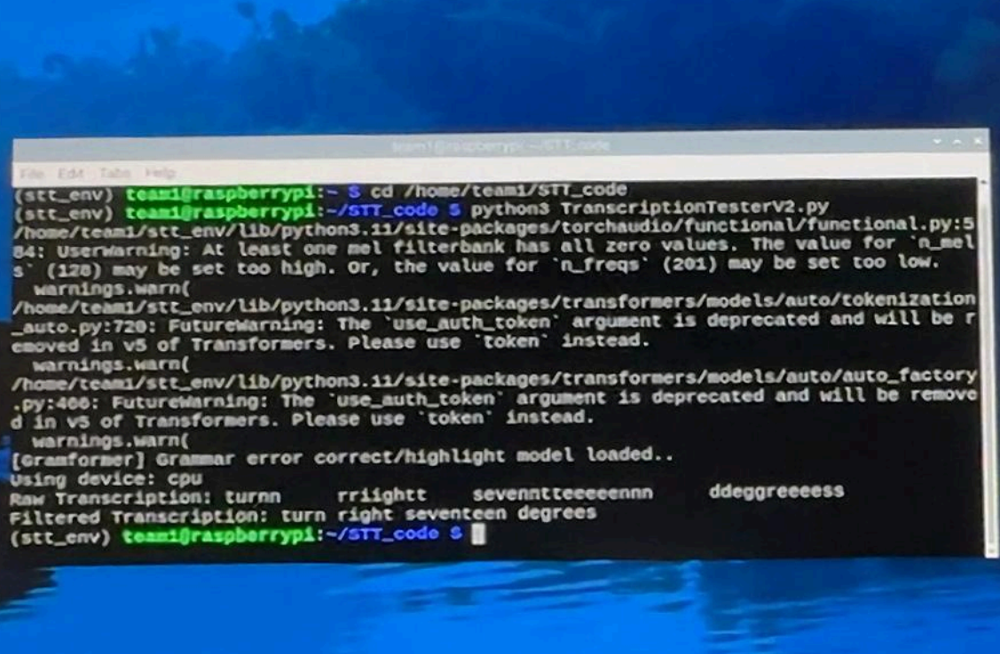 team1@raspberrypi: ~/STT_code
File Edit Tabs Help
(stt_env) team1@raspberrypi:~ $ cd /home/team1/STT_code
(stt_env) team1@raspberrypi:~/STT_code $ python3 TranscriptionTesterV2.py
/home/team1/stt_env/lib/python3.11/site-packages/torchaudio/functional/functional.py:5
84: UserWarning: At least one mel filterbank has all zero values. The value for `n_mel
s` (128) may be set too high. Or, the value for `n_freqs` (201) may be set too low.
warnings.warn(
/home/team1/stt_env/lib/python3.11/site-packages/transformers/models/auto/tokenization
_auto.py:720: FutureWarning: The `use_auth_token` argument is deprecated and will be r
emoved in v5 of Transformers. Please use `token` instead.
warnings.warn(
/home/team1/stt_env/lib/python3.11/site-packages/transformers/models/auto/auto_factory
.py:466: FutureWarning: The `use_auth_token` argument is deprecated and will be remove
d in v5 of Transformers. Please use `token` instead.
warnings.warn(
[Gramformer] Grammar error correct/highlight model loaded..
Using device: cpu
Raw Transcription: turnn rriightt sevenntteeeeennn ddeggreeeess
Filtered Transcription: turn right seventeen degrees
(stt_env) team1@raspberrypi:~/STT_code $